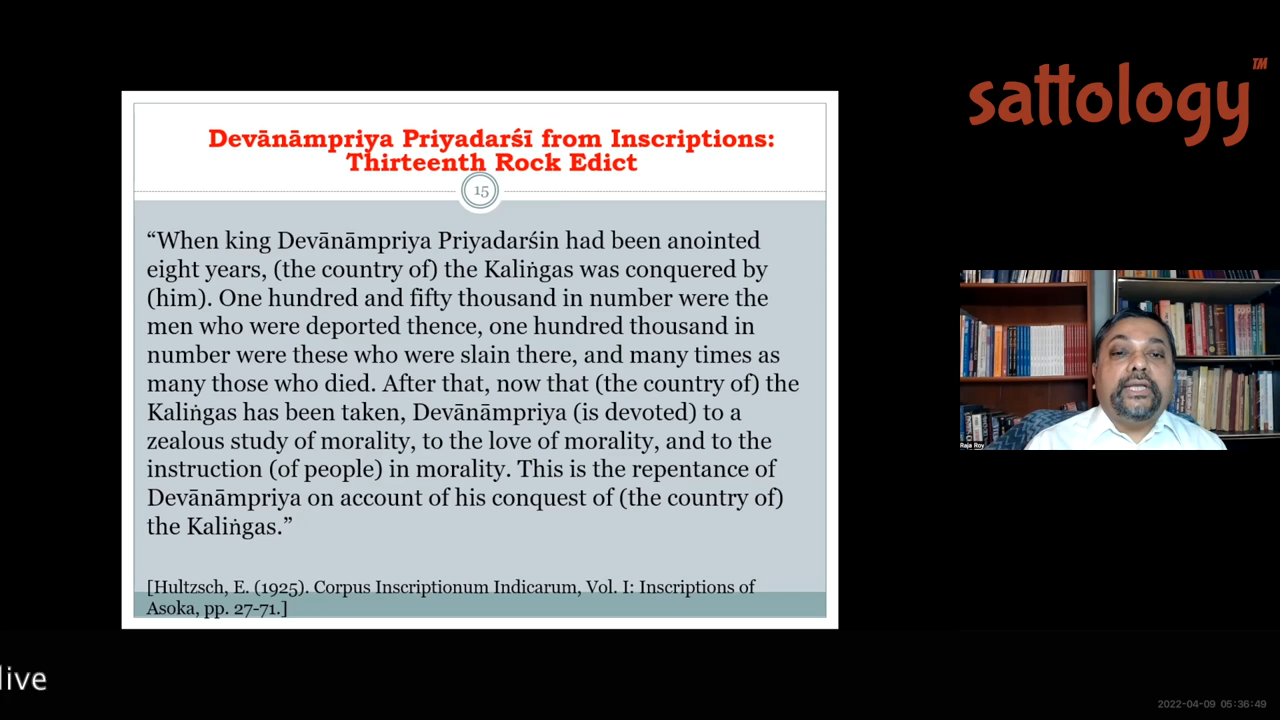 sattology™
Devānāmpriya Priyadarśī from Inscriptions:
Thirteenth Rock Edict
15
“When king Devānāmpriya Priyadarśin had been anointed
eight years, (the country of) the Kaliṅgas was conquered by
(him). One hundred and fifty thousand in number were the
men who were deported thence, one hundred thousand in
number were these who were slain there, and many times as
many those who died. After that, now that (the country of) the
Kaliṅgas has been taken, Devānāmpriya (is devoted) to a
zealous study of morality, to the love of morality, and to the
instruction (of people) in morality. This is the repentance of
Devānāmpriya on account of his conquest of (the country of)
the Kaliṅgas.”
[Hultzsch, E. (1925). Corpus Inscriptionum Indicarum, Vol. I: Inscriptions of
Asoka, pp. 27-71.]
Raja Roy
live
2022-04-09 05:36:49